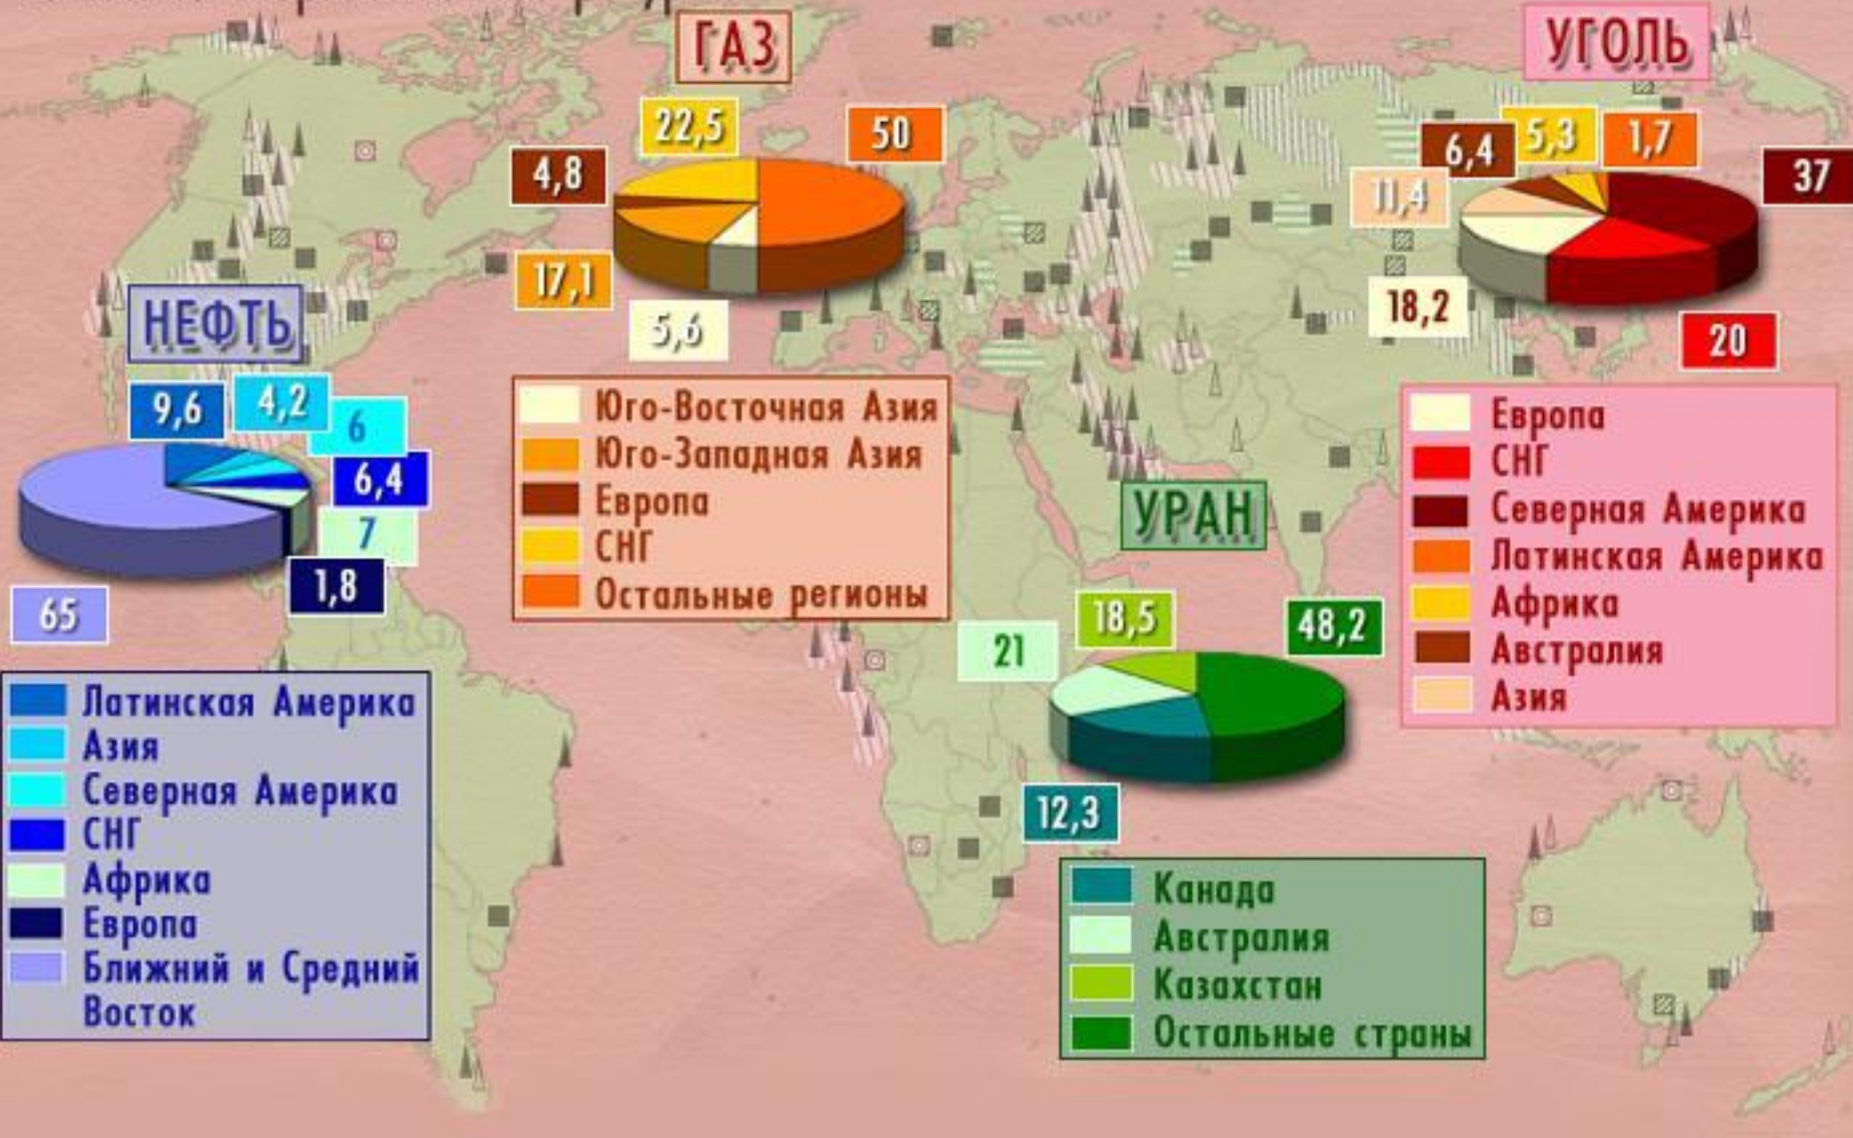 ГАЗ
22,5
50
4,8
17,1
5,6
Юго-Восточная Азия
Юго-Западная Азия
Европа
СНГ
Остальные регионы
УГОЛЬ
6,4
5,3
1,7
37
11,4
18,2
20
Европа
СНГ
Северная Америка
Латинская Америка
Африка
Австралия
Азия
НЕФТЬ
9,6
4,2
6
6,4
7
1,8
65
Латинская Америка
Азия
Северная Америка
СНГ
Африка
Европа
Ближний и Средний
Восток
УРАН
18,5
48,2
21
12,3
Канада
Австралия
Казахстан
Остальные страны